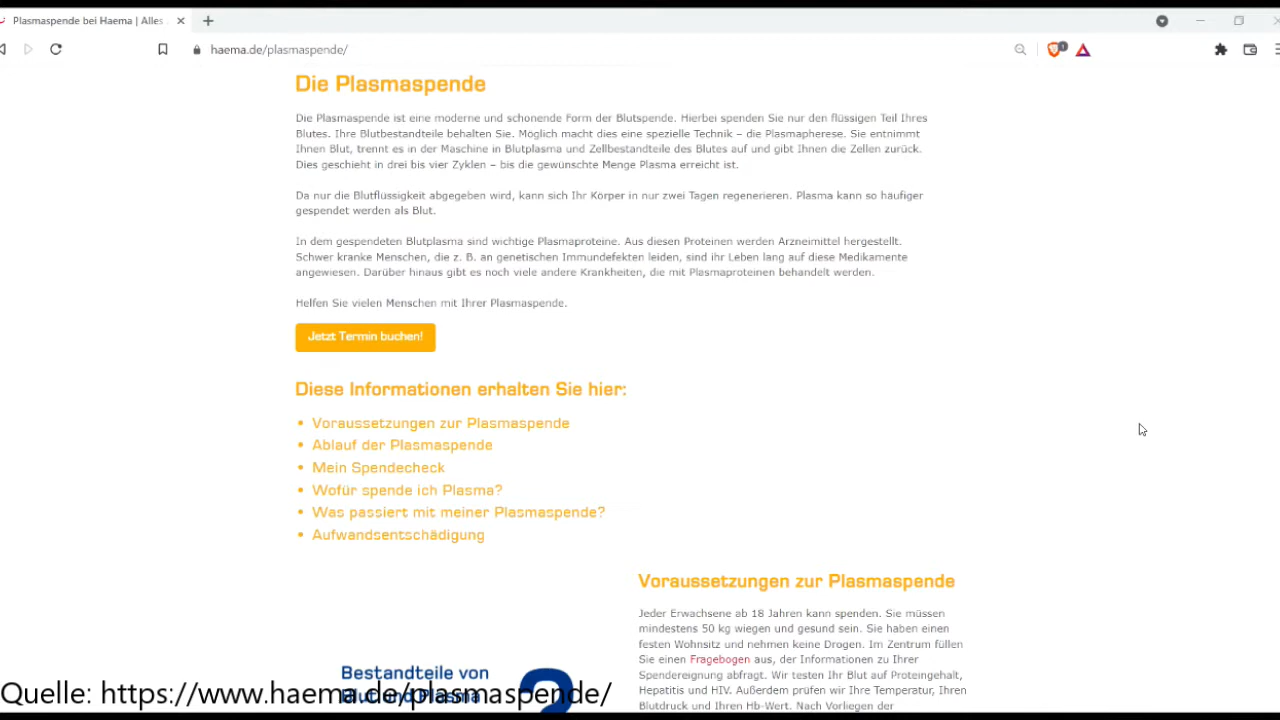 Plasmaspende bei Haema | Alles
haema.de/plasmaspende/
1
Die Plasmaspende
Die Plasmaspende ist eine moderne und schonende Form der Blutspende. Hierbei spenden Sie nur den flüssigen Teil Ihres
Blutes. Ihre Blutbestandteile behalten Sie. Möglich macht dies eine spezielle Technik – die Plasmapherese. Sie entnimmt
Ihnen Blut, trennt es in der Maschine in Blutplasma und Zellbestandteile des Blutes auf und gibt Ihnen die Zellen zurück.
Dies geschieht in drei bis vier Zyklen – bis die gewünschte Menge Plasma erreicht ist.
Da nur die Blutflüssigkeit abgegeben wird, kann sich Ihr Körper in nur zwei Tagen regenerieren. Plasma kann so häufiger
gespendet werden als Blut.
In dem gespendeten Blutplasma sind wichtige Plasmaproteine. Aus diesen Proteinen werden Arzneimittel hergestellt.
Schwer kranke Menschen, die z. B. an genetischen Immundefekten leiden, sind ihr Leben lang auf diese Medikamente
angewiesen. Darüber hinaus gibt es noch viele andere Krankheiten, die mit Plasmaproteinen behandelt werden.
Helfen Sie vielen Menschen mit Ihrer Plasmaspende.
Jetzt Termin buchen!
Diese Informationen erhalten Sie hier:
• Voraussetzungen zur Plasmaspende
• Ablauf der Plasmaspende
• Mein Spendecheck
• Wofür spende ich Plasma?
• Was passiert mit meiner Plasmaspende?
• Aufwandsentschädigung
Voraussetzungen zur Plasmaspende
Jeder Erwachsene ab 18 Jahren kann spenden. Sie müssen
mindestens 50 kg wiegen und gesund sein. Sie haben einen
festen Wohnsitz und nehmen keine Drogen. Im Zentrum füllen
Sie einen Fragebogen aus, der Informationen zu Ihrer
Spendereignung abfragt. Wir testen Ihr Blut auf Proteingehalt,
Hepatitis und HIV. Außerdem prüfen wir Ihre Temperatur, Ihren
Blutdruck und Ihren Hb-Wert. Nach Vorliegen der
Bestandteile von
Blut und Plasma
?
Quelle: https://www.haema.de/plasmaspende/